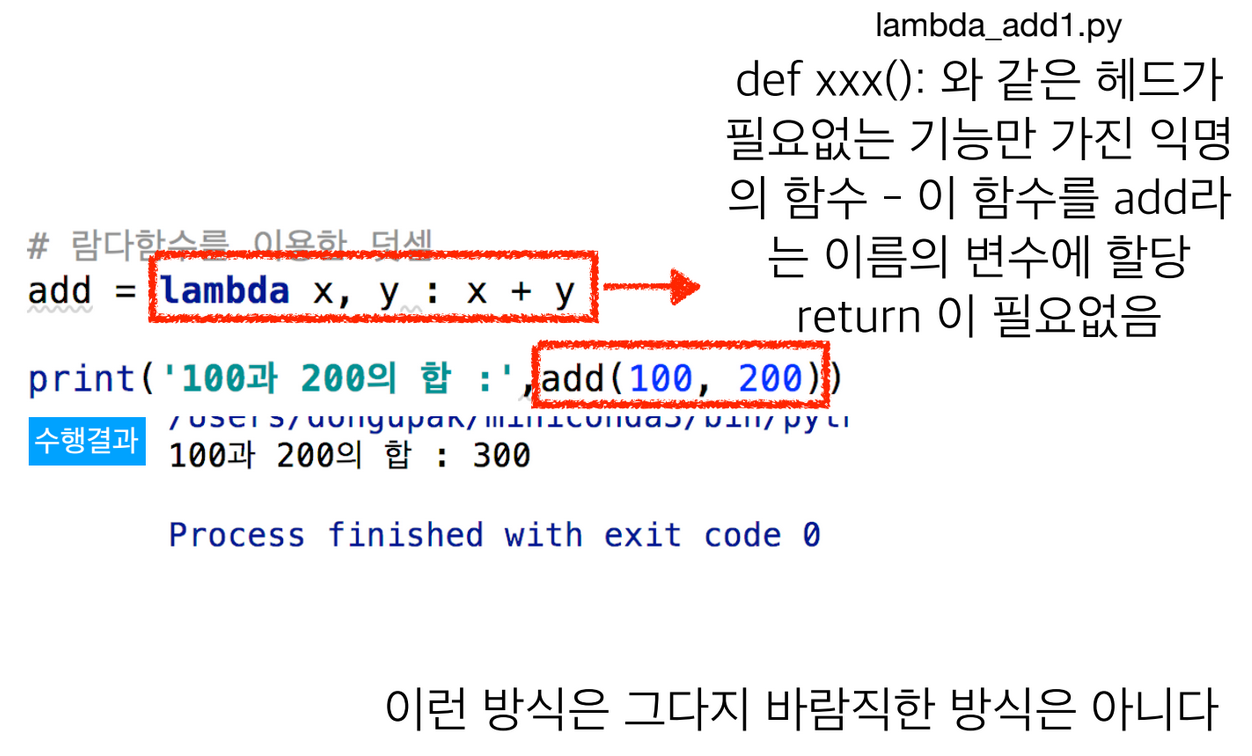 lambda_add1.py
def xxx(): 와 같은 헤드가
필요없는 기능만 가진 익명
의 함수 - 이 함수를 add라
는 이름의 변수에 할당
return 이 필요없음
# 람다함수를 이용한 덧셈
add = lambda x, y : x + y
print('100과 200의 합 :',add(100, 200))
수행결과
/Users/dongupak/miniconda3/bin/pyth
100과 200의 합 : 300
Process finished with exit code 0
이런 방식은 그다지 바람직한 방식은 아니다